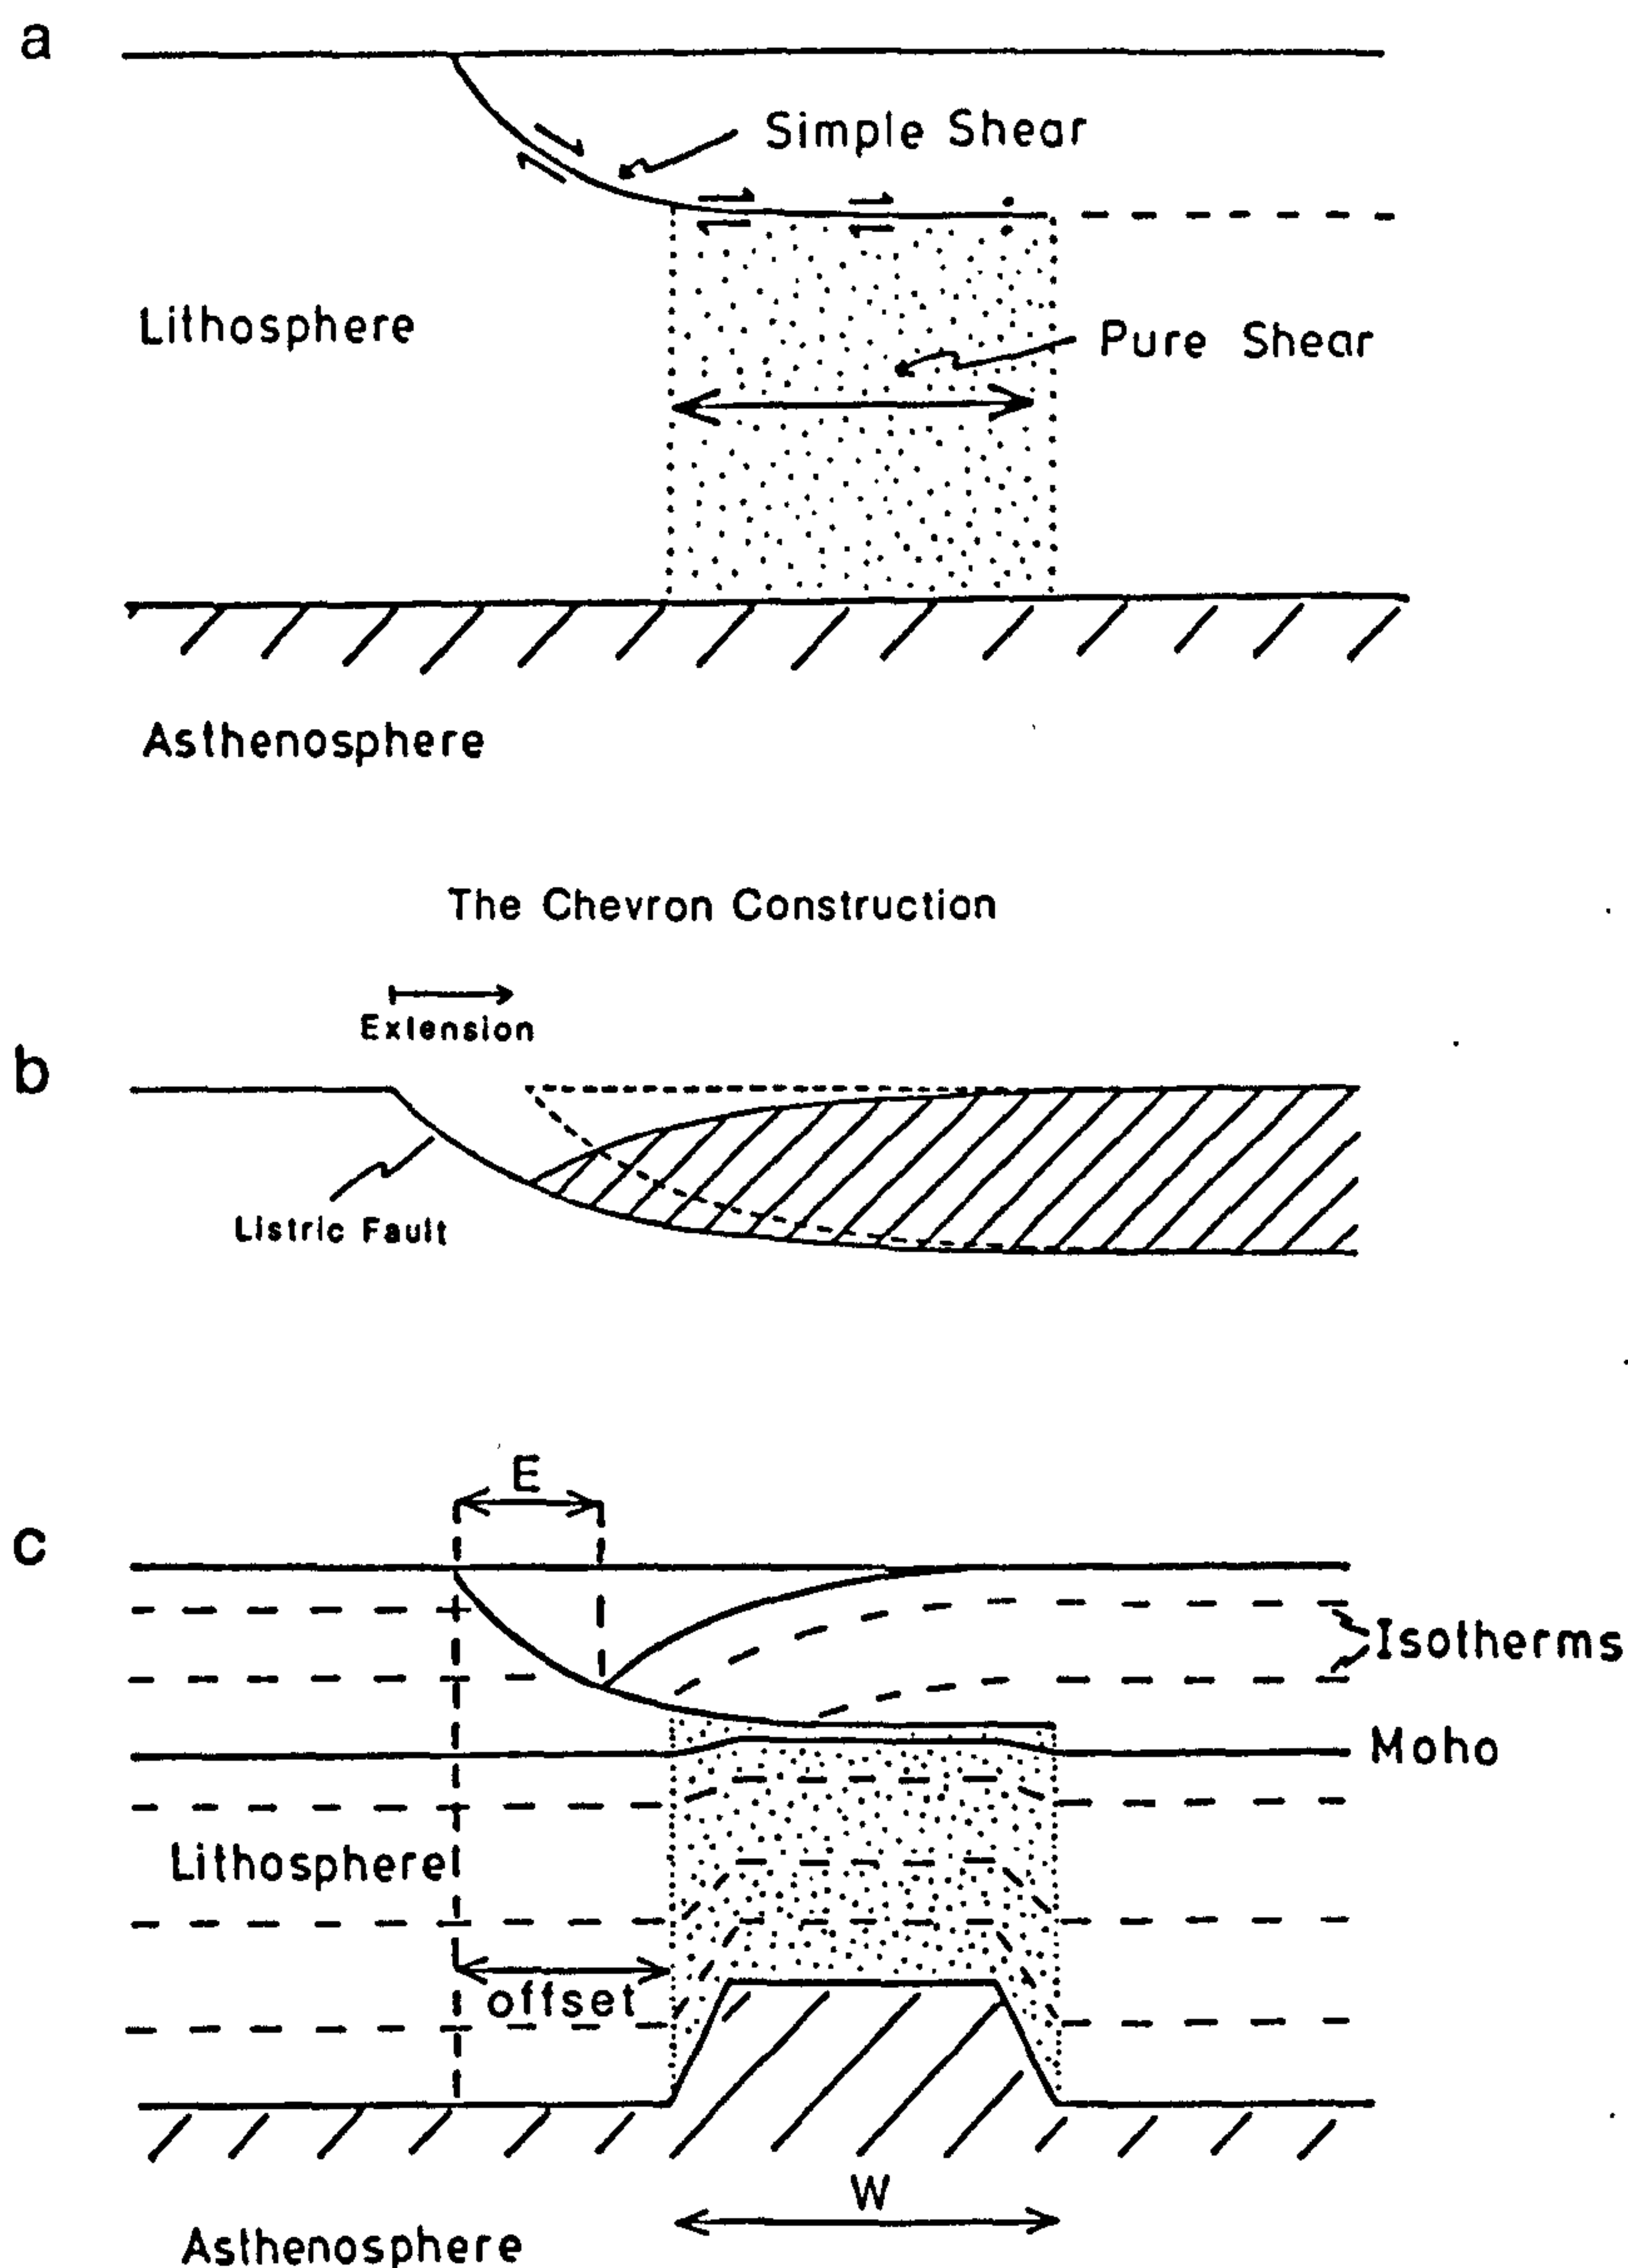 a
Simple Shear
Lithosphere
Pure Shear
Asthenosphere
The Chevron Construction
Extension
b
Listric Fault
E
c
Isotherms
Moho
Lithosphere
offset
W
Asthenosphere